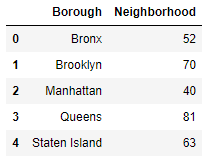 Borough Neighborhood
0 Bronx 52
1 Brooklyn 70
2 Manhattan 40
3 Queens 81
4 Staten Island 63